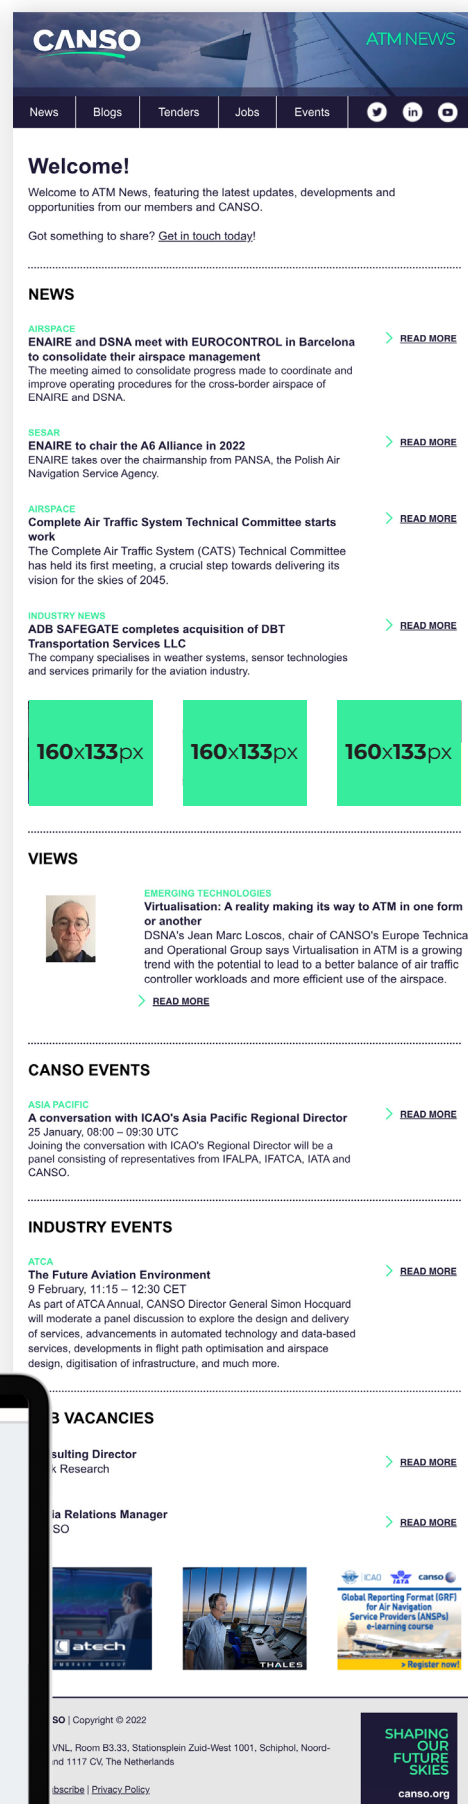 CANSO
ATM NEWS
News Blogs Tenders Jobs Events
Welcome!
Welcome to ATM News, featuring the latest updates, developments and
opportunities from our members and CANSO.
Got something to share? Get in touch today!
NEWS
AIRSPACE
ENAIRE and DSNA meet with EUROCONTROL in Barcelona
to consolidate their airspace management
READ MORE
The meeting aimed to consolidate progress made to coordinate and
improve operating procedures for the cross-border airspace of
ENAIRE and DSNA.
SESAR
ENAIRE to chair the A6 Alliance in 2022
READ MORE
ENAIRE takes over the chairmanship from PANSA, the Polish Air
Navigation Service Agency.
AIRSPACE
Complete Air Traffic System Technical Committee starts
work
READ MORE
The Complete Air Traffic System (CATS) Technical Committee
has held its first meeting, a crucial step towards delivering its
vision for the skies of 2045.
INDUSTRY NEWS
ADB SAFEGATE completes acquisition of DBT
Transportation Services LLC
READ MORE
The company specialises in weather systems, sensor technologies
and services primarily for the aviation industry.
160x133px 160x133px 160x133px
VIEWS
EMERGING TECHNOLOGIES
Virtualisation: A reality making its way to ATM in one form
or another
DSNA's Jean Marc Loscos, chair of CANSO's Europe Technica
and Operational Group says Virtualisation in ATM is a growing
trend with the potential to lead to a better balance of air traffic
controller workloads and more efficient use of the airspace.
READ MORE
CANSO EVENTS
ASIA PACIFIC
A conversation with ICAO's Asia Pacific Regional Director
READ MORE
25 January, 08:00 – 09:30 UTC
Joining the conversation with ICAO's Regional Director will be a
panel consisting of representatives from IFALPA, IFATCA, IATA and
CANSO.
INDUSTRY EVENTS
ATCA
The Future Aviation Environment
READ MORE
9 February, 11:15 – 12:30 CET
As part of ATCA Annual, CANSO Director General Simon Hocquard
will moderate a panel discussion to explore the design and delivery
of services, advancements in automated technology and data-based
services, developments in flight path optimisation and airspace
design, digitisation of infrastructure, and much more.
B VACANCIES
sulting Director
k Research
READ MORE
ia Relations Manager
SO
READ MORE
atech
GROUP
THALES
ICAO IATA canso
Global Reporting Format (GRF)
for Air Navigation
Service Providers (ANSPs)
e-learning course
> Register now!
SO | Copyright © 2022
VNL, Room B3.33, Stationsplein Zuid-West 1001, Schiphol, Noord-
nd 1117 CV, The Netherlands
bscribe | Privacy Policy
SHAPING
OUR
FUTURE
SKIES
canso.org